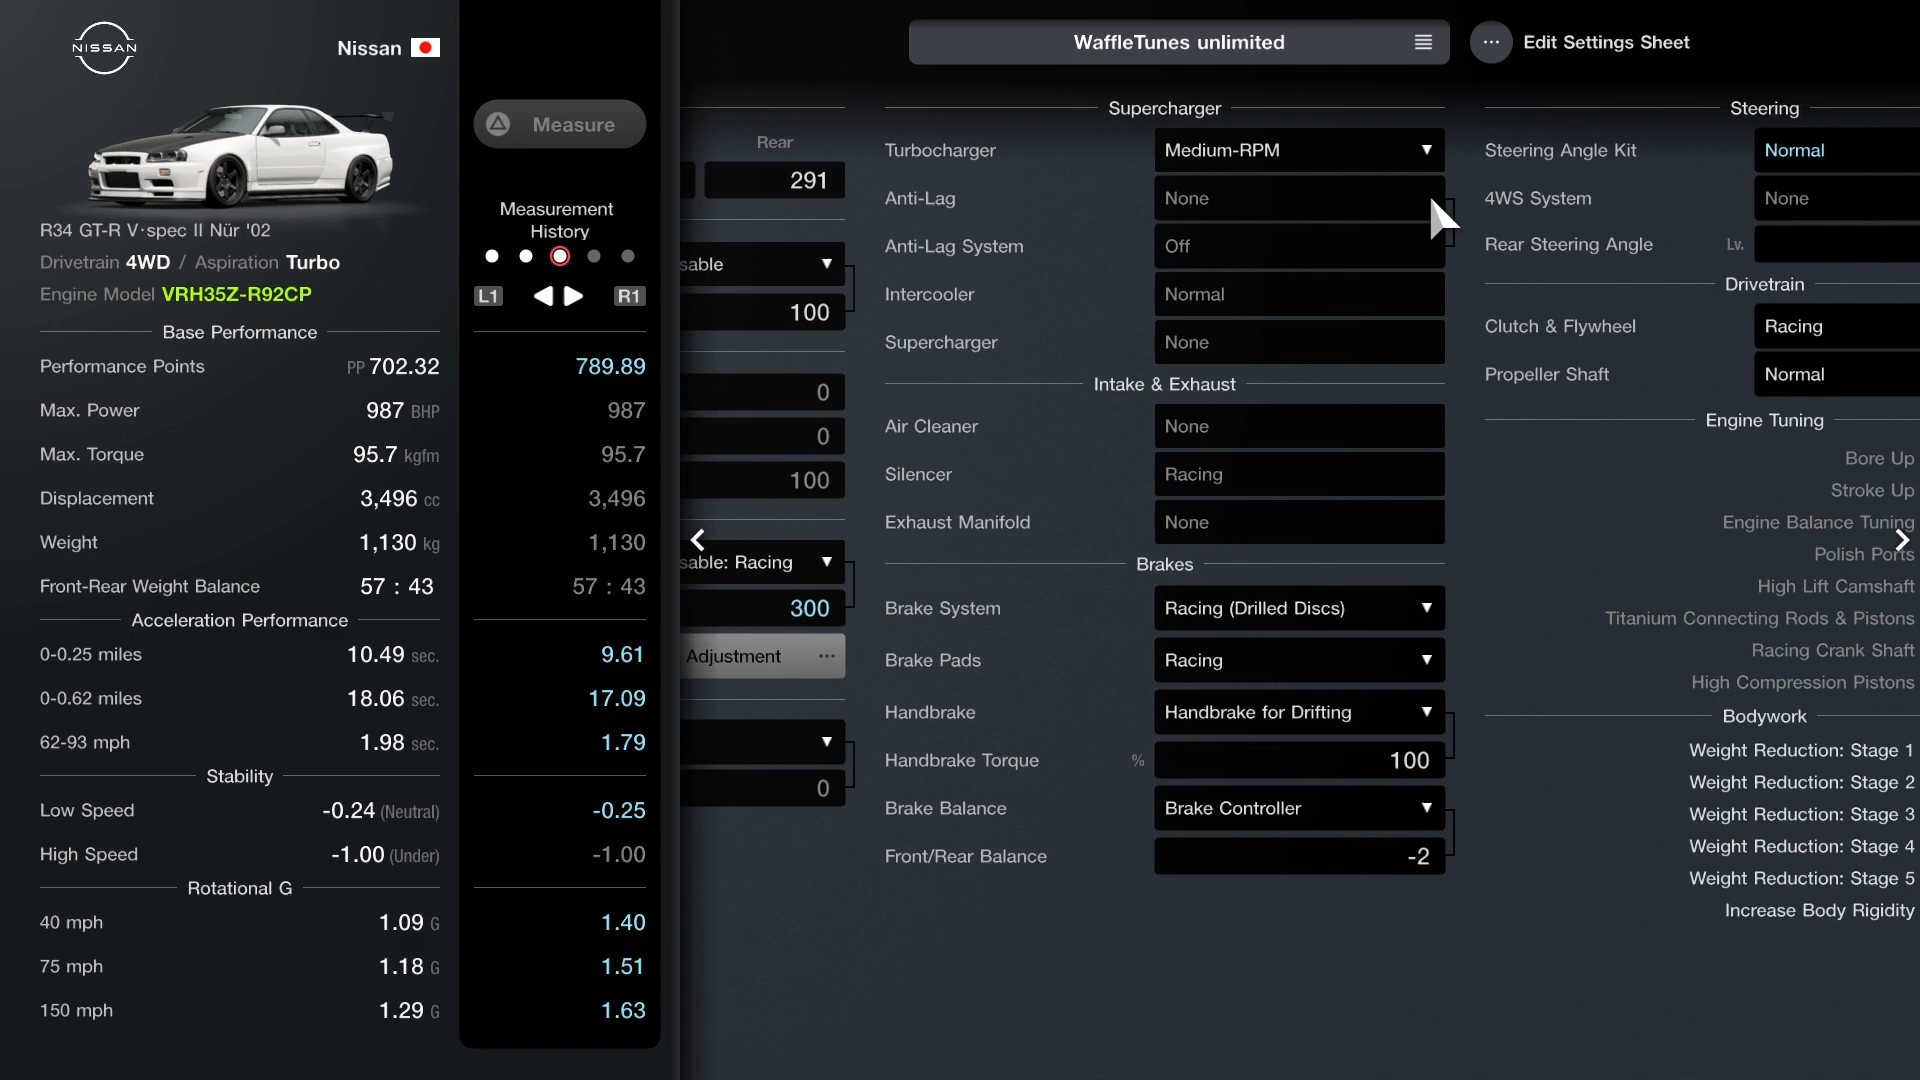 NISSAN
Nissan
R34 GT-R V·spec II Nür '02
Drivetrain 4WD / Aspiration Turbo
Engine Model VRH35Z-R92CP
Base Performance
Performance Points PP 702.32
Max. Power 987 BHP
Max. Torque 95.7 kgfm
Displacement 3,496 cc
Weight 1,130 kg
Front-Rear Weight Balance 57 : 43
Acceleration Performance
0-0.25 miles 10.49 sec.
0-0.62 miles 18.06 sec.
62-93 mph 1.98 sec.
Stability
Low Speed -0.24 (Neutral)
High Speed -1.00 (Under)
Rotational G
40 mph 1.09 G
75 mph 1.18 G
150 mph 1.29 G
Measure
Measurement
History
L1 R1
789.89
987
95.7
3,496
1,130
57 : 43
9.61
17.09
1.79
-0.25
-1.00
1.40
1.51
1.63
WaffleTunes unlimited
Edit Settings Sheet
Rear
291
sable
100
0
0
100
sable: Racing
300
Adjustment ...
0
Supercharger
Turbocharger Medium-RPM
Anti-Lag None
Anti-Lag System Off
Intercooler Normal
Supercharger None
Intake & Exhaust
Air Cleaner None
Silencer Racing
Exhaust Manifold None
Brakes
Brake System Racing (Drilled Discs)
Brake Pads Racing
Handbrake Handbrake for Drifting
Handbrake Torque % 100
Brake Balance Brake Controller
Front/Rear Balance -2
Steering
Steering Angle Kit Normal
4WS System None
Rear Steering Angle Lv.
Drivetrain
Clutch & Flywheel Racing
Propeller Shaft Normal
Engine Tuning
Bore Up
Stroke Up
Engine Balance Tuning
Polish Ports
High Lift Camshaft
Titanium Connecting Rods & Pistons
Racing Crank Shaft
High Compression Pistons
Bodywork
Weight Reduction: Stage 1
Weight Reduction: Stage 2
Weight Reduction: Stage 3
Weight Reduction: Stage 4
Weight Reduction: Stage 5
Increase Body Rigidity